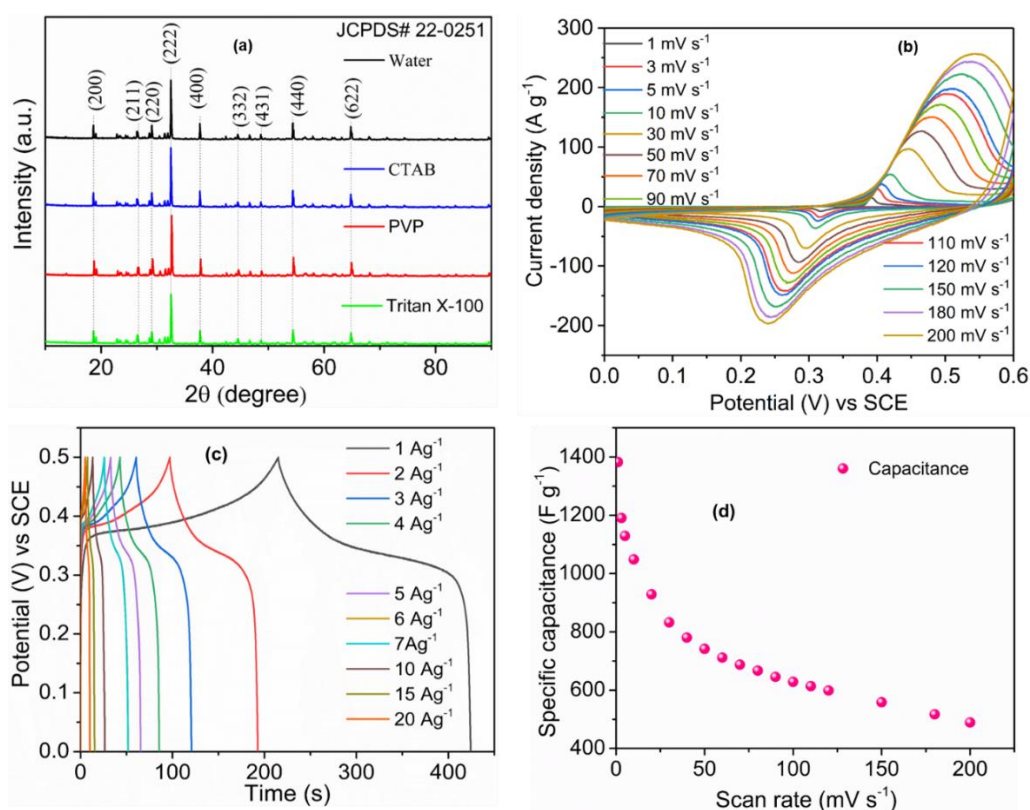 JCPDS# 22-0251
(a)
Water
(200)
(211)
(220)
(222)
(400)
(332)
(431)
(440)
(622)
CTAB
PVP
Tritan X-100
Intensity (a.u.)
20 40 60 80
2θ (degree)
(b)
1 mV s⁻¹
3 mV s⁻¹
5 mV s⁻¹
10 mV s⁻¹
30 mV s⁻¹
50 mV s⁻¹
70 mV s⁻¹
90 mV s⁻¹
110 mV s⁻¹
120 mV s⁻¹
150 mV s⁻¹
180 mV s⁻¹
200 mV s⁻¹
Current density (A g⁻¹)
300
200
100
0
-100
-200
0.0 0.1 0.2 0.3 0.4 0.5 0.6
Potential (V) vs SCE
(c)
1 Ag⁻¹
2 Ag⁻¹
3 Ag⁻¹
4 Ag⁻¹
5 Ag⁻¹
6 Ag⁻¹
7Ag⁻¹
10 Ag⁻¹
15 Ag⁻¹
20 Ag⁻¹
Potential (V) vs SCE
0.5
0.4
0.3
0.2
0.1
0.0
0 100 200 300 400
Time (s)
Capacitance
(d)
Specific capacitance (F g⁻¹)
1400
1200
1000
800
600
400
0 50 100 150 200
Scan rate (mV s⁻¹)